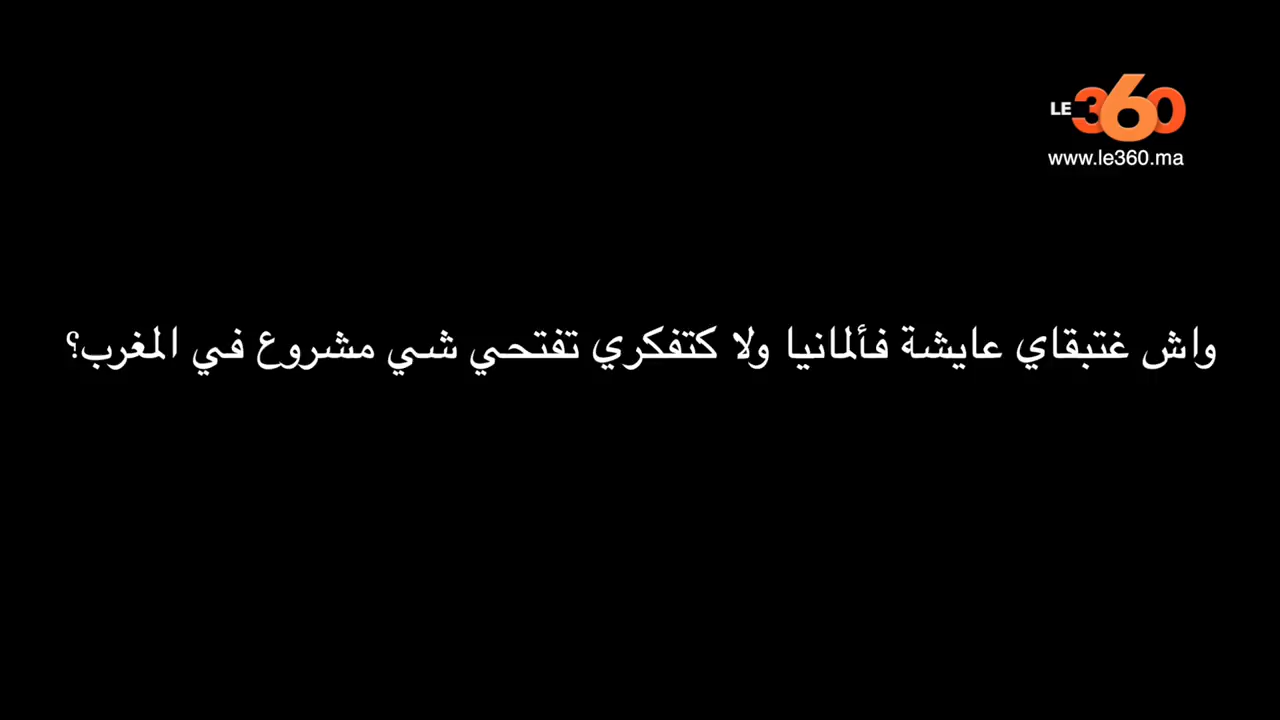 LE360
www.le360.ma
واش غتبقاي عايشة فألمانيا ولا كتفكري تفتحي شي مشروع في المغرب؟